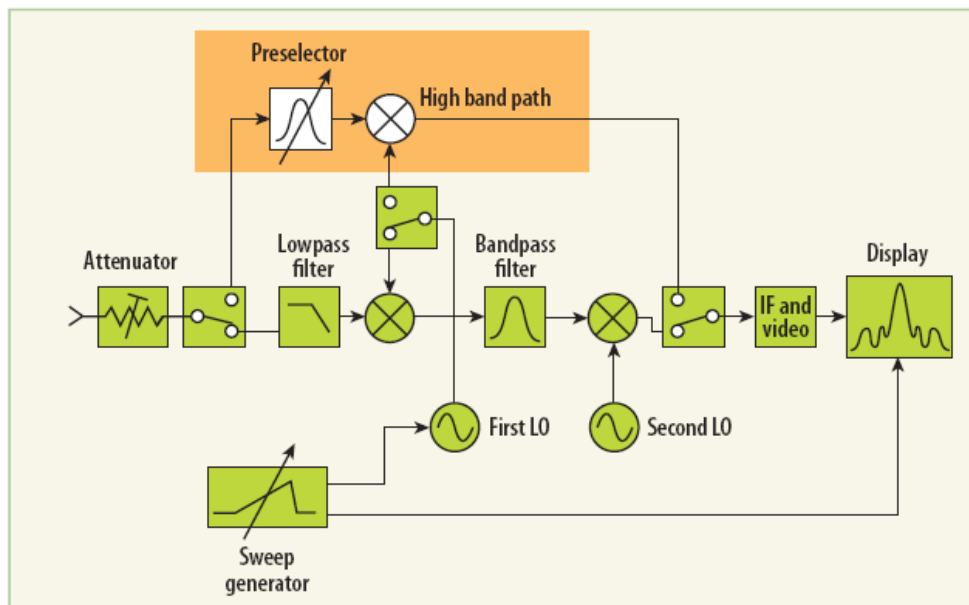 Preselector
High band path
Attenuator
Lowpass
filter
Bandpass
filter
Display
IF and
video
First LO
Second LO
Sweep
generator